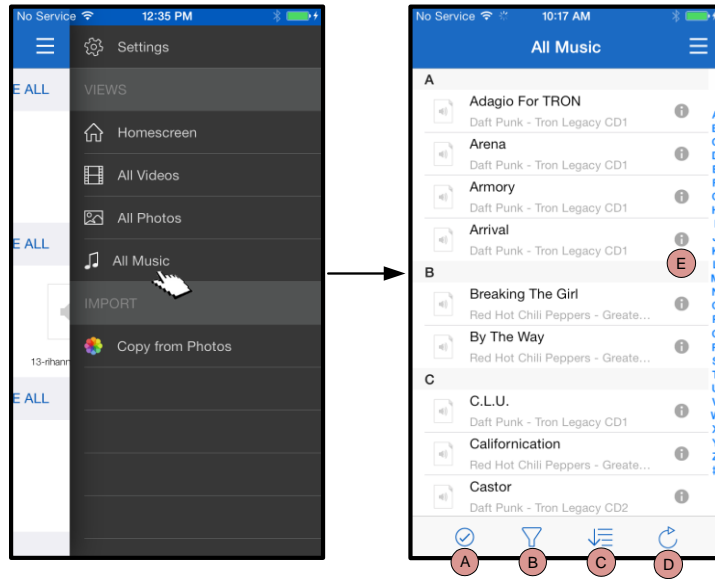 No Service 12:35 PM
Settings
E ALL
VIEWS
Homescreen
All Videos
All Photos
E ALL
All Music
IMPORT
Copy from Photos
13-rihann
E ALL
No Service 10:17 AM
All Music
A
Adagio For TRON
Daft Punk - Tron Legacy CD1
Arena
Daft Punk - Tron Legacy CD1
Armory
Daft Punk - Tron Legacy CD1
Arrival
Daft Punk - Tron Legacy CD1
E
B
Breaking The Girl
Red Hot Chili Peppers - Greate...
By The Way
Red Hot Chili Peppers - Greate...
C
C.L.U.
Daft Punk - Tron Legacy CD1
Californication
Red Hot Chili Peppers - Greate...
Castor
Daft Punk - Tron Legacy CD2
A B C D